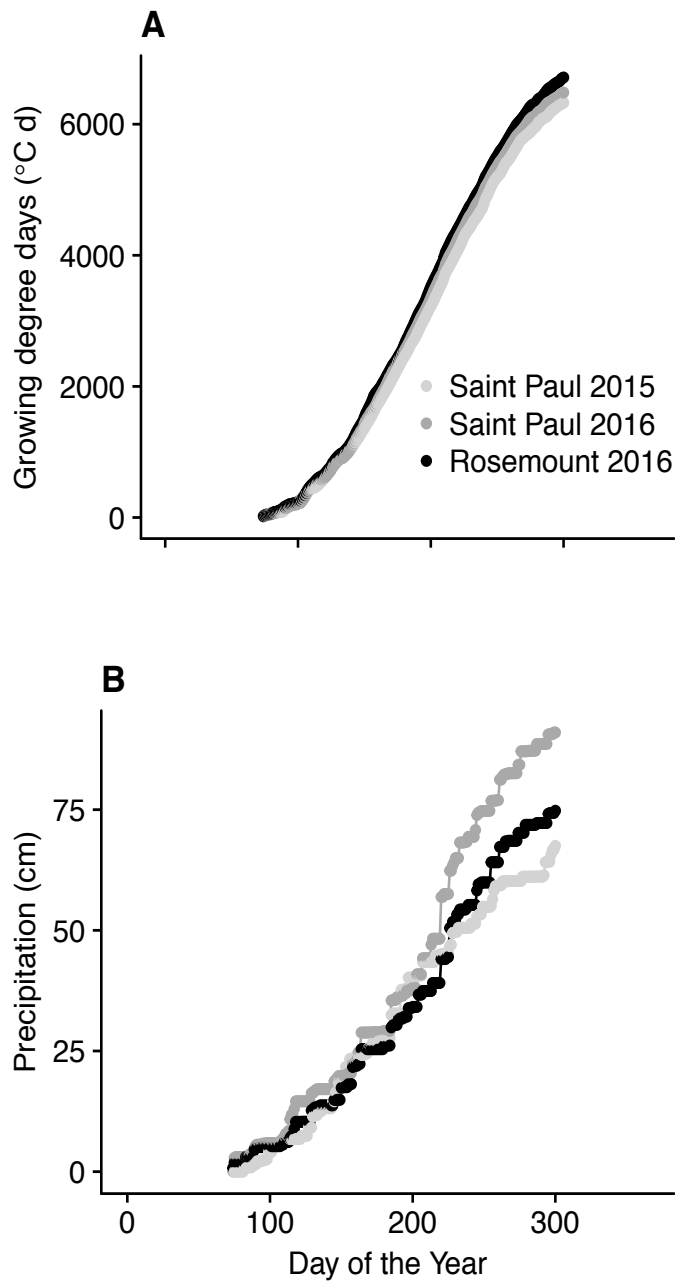 A
Growing degree days (°C d)
6000
4000
2000
0
Saint Paul 2015
Saint Paul 2016
Rosemount 2016
B
Precipitation (cm)
75
50
25
0
0 100 200 300
Day of the Year